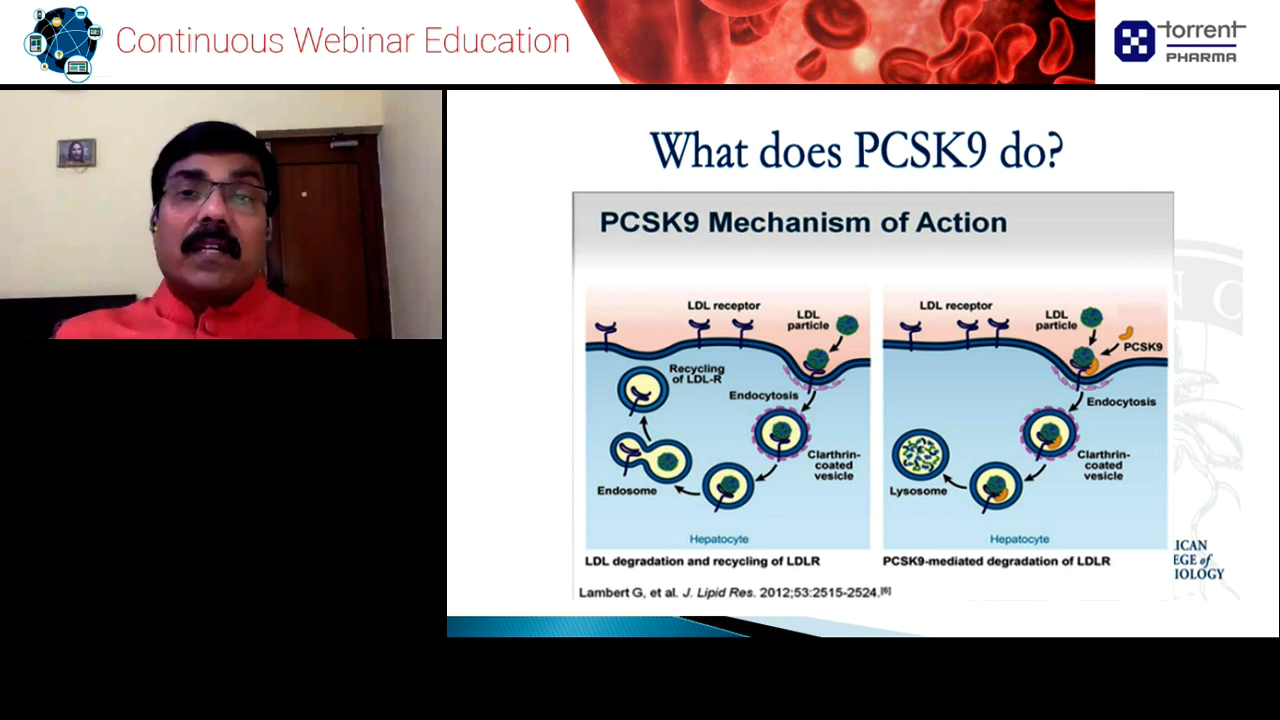 Continuous Webinar Education
torrent
PHARMA
What does PCSK9 do?
PCSK9 Mechanism of Action
LDL receptor
LDL
particle
Recycling
of LDL-R
Endocytosis
Clarthrin-
coated
vesicle
Endosome
Hepatocyte
LDL degradation and recycling of LDLR
LDL receptor
LDL
particle
PCSK9
Endocytosis
Clarthrin-
coated
vesicle
Lysosome
Hepatocyte
PCSK9-mediated degradation of LDLR
Lambert G, et al. J. Lipid Res. 2012;53:2515-2524.[6]
N C
ICAN
EGE of
IOLOGY